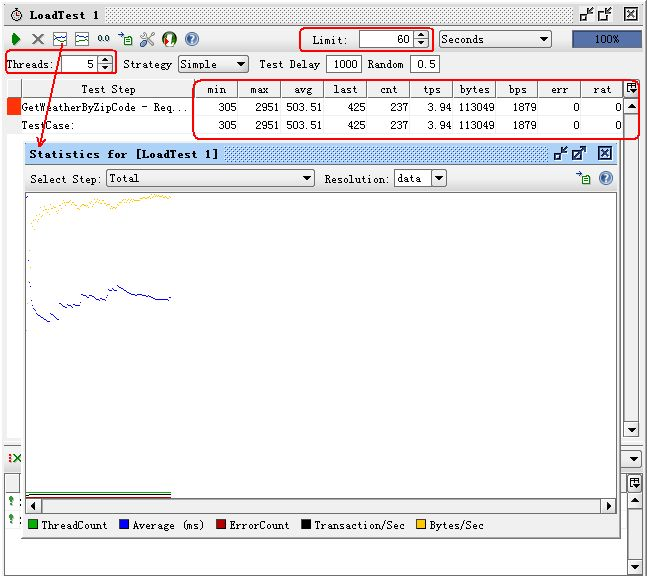 LoadTest 1
0.0 Limit: 60 Seconds 100%
Threads: 5 Strategy Simple Test Delay 1000 Random 0.5
Test Step min max avg last cnt tps bytes bps err rat
GetWeatherByZipCode - Req... 305 2951 503.51 425 237 3.94 113049 1879 0 0
TestCase: 305 2951 503.51 425 237 3.94 113049 1879 0 0
Statistics for [LoadTest 1]
Select Step: Total Resolution: data
ThreadCount Average (ms) ErrorCount Transaction/Sec Bytes/Sec